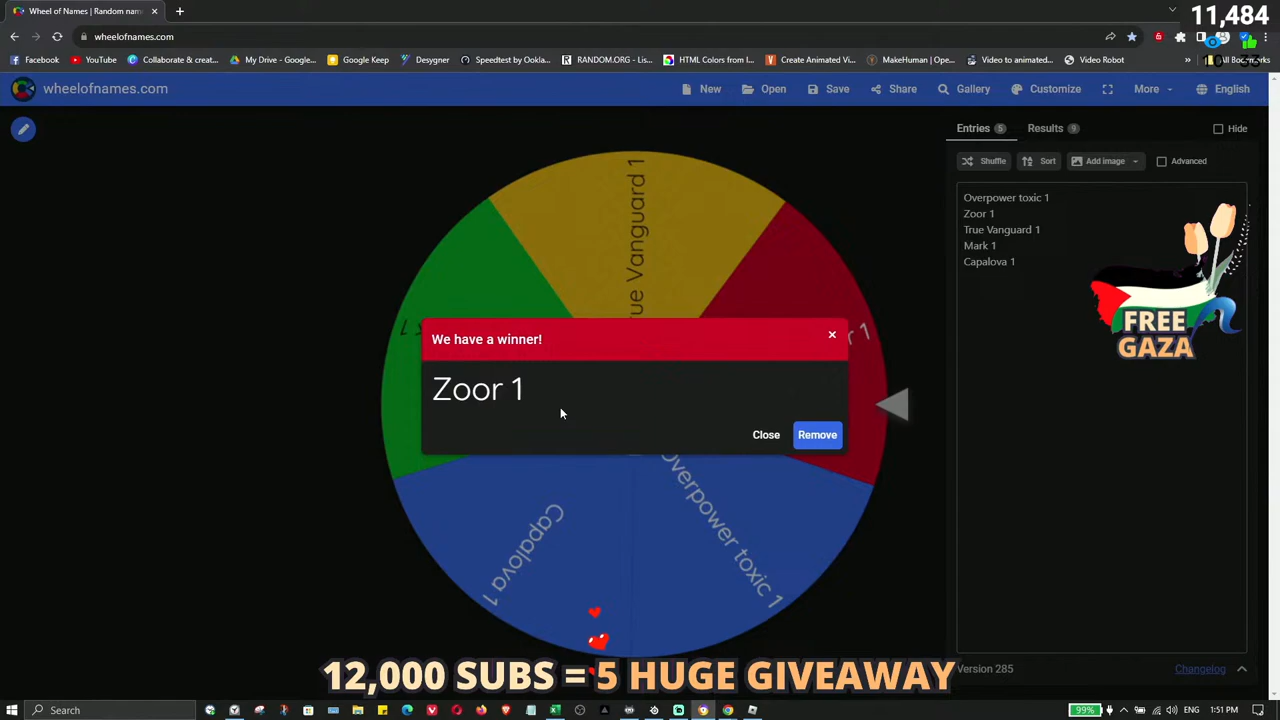 Wheel of Names | Random nam
11,484
wheelofnames.com
Facebook
YouTube
Collaborate & creat...
My Drive - Google...
Google Keep
Desygner
Speedtest by Ookla...
RANDOM.ORG - Lis...
HTML Colors from I...
Create Animated V...
MakeHuman | Ope...
Video to animated...
Video Robot
»
All Bookmarks
wheelofnames.com
New
Open
Save
Share
Gallery
Customize
More
English
Entries 5
Results 9
Hide
Shuffle
Sort
Add image
Advanced
Overpower toxic 1
Zoor 1
True Vanguard 1
Mark 1
Capalova 1
FREE
GAZA
True Vanguard 1
We have a winner!
×
Zoor 1
Close
Remove
Capalova 1
Overpower toxic 1
12,000 SUBS = 5 HUGE GIVEAWAY
Version 285
Changelog
Search
99%
ENG
1:51 PM